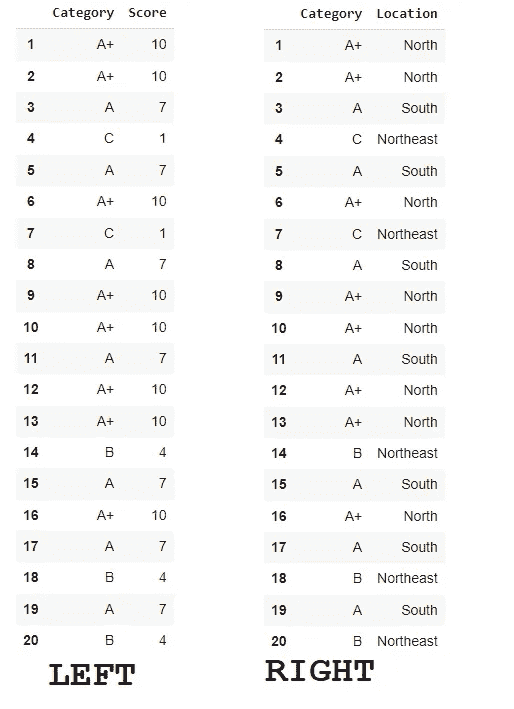 Category Score
1 A+ 10
2 A+ 10
3 A 7
4 C 1
5 A 7
6 A+ 10
7 C 1
8 A 7
9 A+ 10
10 A+ 10
11 A 7
12 A+ 10
13 A+ 10
14 B 4
15 A 7
16 A+ 10
17 A 7
18 B 4
19 A 7
20 B 4
LEFT
Category Location
1 A+ North
2 A+ North
3 A South
4 C Northeast
5 A South
6 A+ North
7 C Northeast
8 A South
9 A+ North
10 A+ North
11 A South
12 A+ North
13 A+ North
14 B Northeast
15 A South
16 A+ North
17 A South
18 B Northeast
19 A South
20 B Northeast
RIGHT